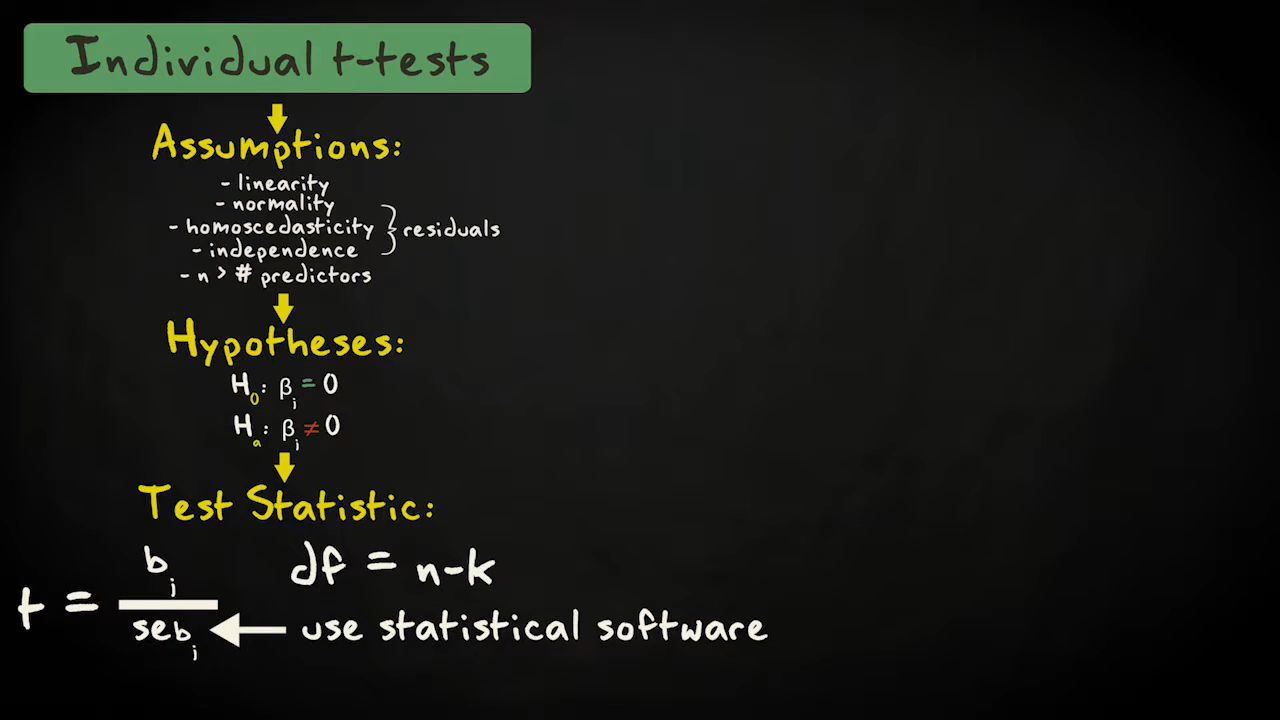 Individual t-tests
Assumptions:
- linearity
- normality
- homoscedasticity
} residuals
- independence
- n > # predictors
Hypotheses:
H₀: βⱼ = 0
Hₐ: βⱼ ≠ 0
Test Statistic:
t = bⱼ / sebⱼ
df = n-k
use statistical software